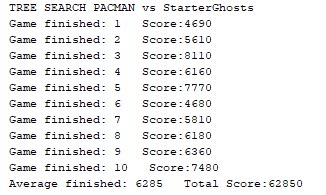 TREE SEARCH PACMAN vs StarterGhosts
Game finished: 1 Score:4690
Game finished: 2 Score:5610
Game finished: 3 Score:8110
Game finished: 4 Score:6160
Game finished: 5 Score:7770
Game finished: 6 Score:4680
Game finished: 7 Score:5810
Game finished: 8 Score:6180
Game finished: 9 Score:6360
Game finished: 10 Score:7480
Average finished: 6285 Total Score:62850